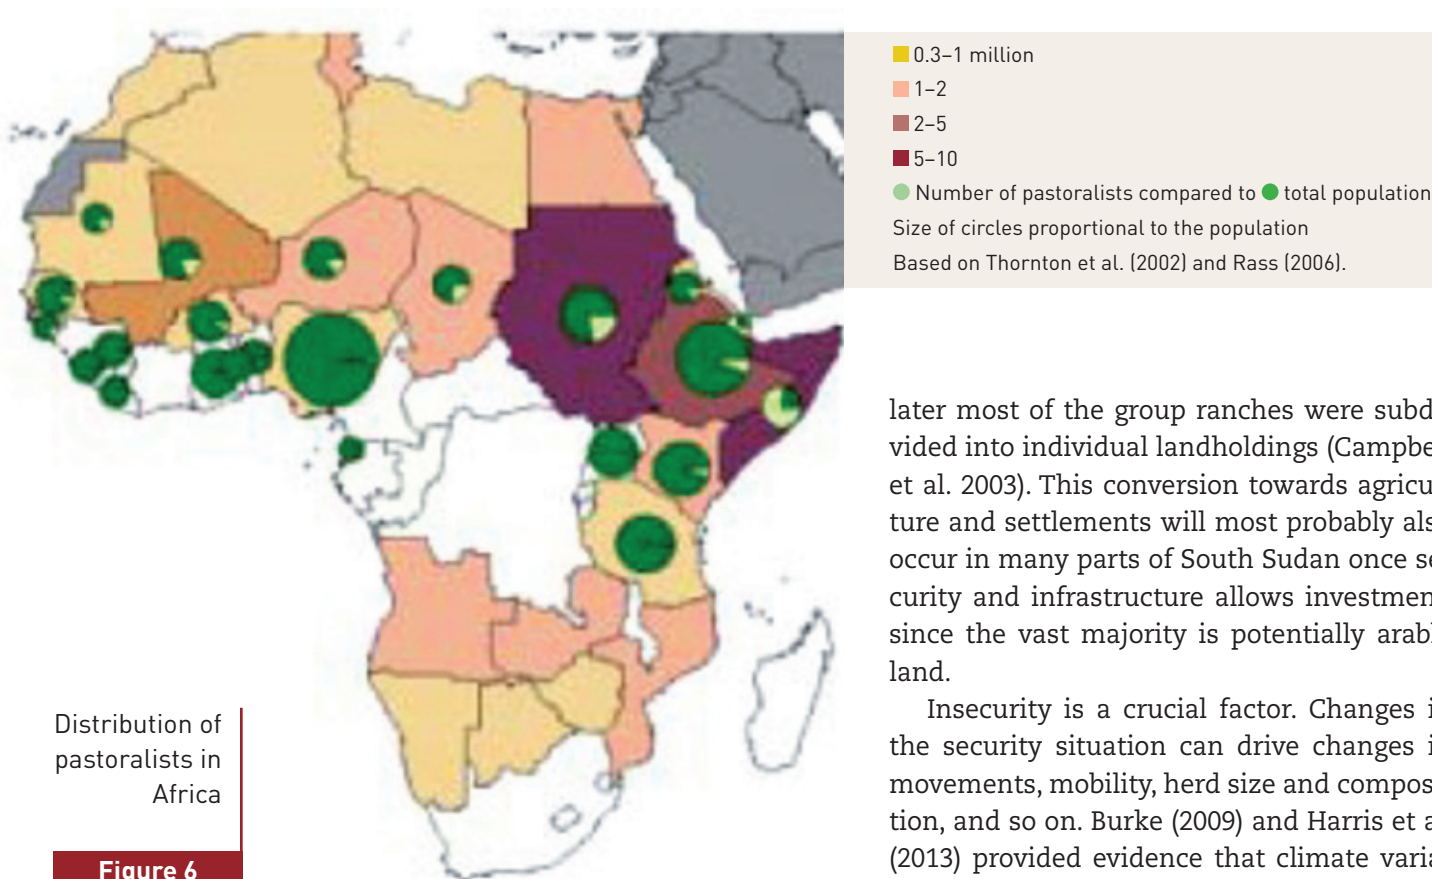 0.3–1 million
1–2
2–5
5–10
Number of pastoralists compared to total population
Size of circles proportional to the population
Based on Thornton et al. (2002) and Rass (2006).
later most of the group ranches were subd
vided into individual landholdings (Campbe
et al. 2003). This conversion towards agricu
ture and settlements will most probably als
occur in many parts of South Sudan once se
curity and infrastructure allows investmen
since the vast majority is potentially arabl
land.
Insecurity is a crucial factor. Changes i
the security situation can drive changes i
movements, mobility, herd size and compos
tion, and so on. Burke (2009) and Harris et a
(2013) provided evidence that climate varia
Distribution of
pastoralists in
Africa
Figure 6